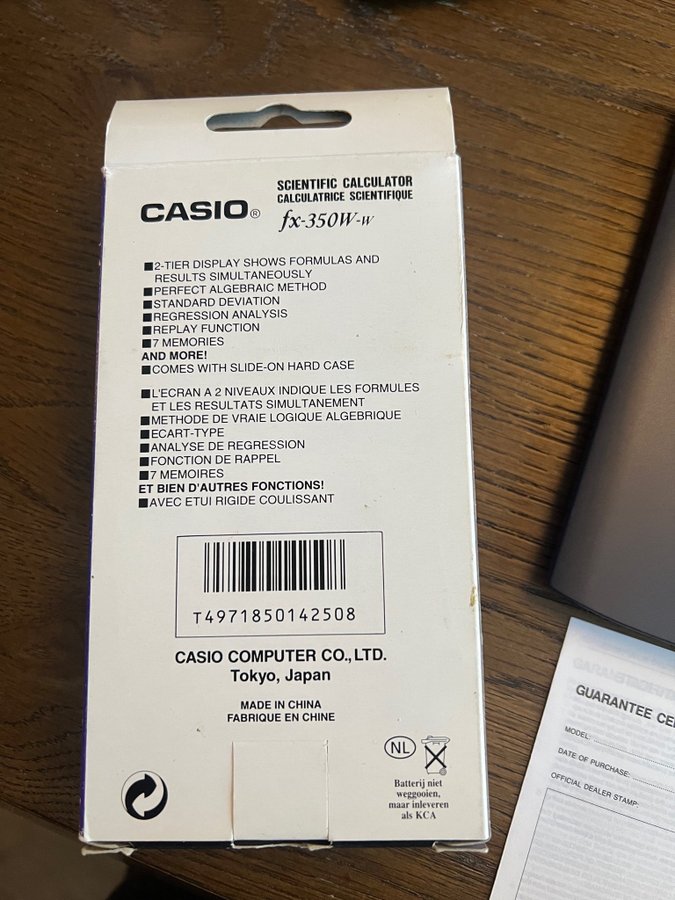 SCIENTIFIC CALCULATOR
CALCULATRICE SCIENTIFIQUE
CASIO®
fx-350W-W
■2-TIER DISPLAY SHOWS FORMULAS AND
RESULTS SIMULTANEOUSLY
■PERFECT ALGEBRAIC METHOD
■STANDARD DEVIATION
■REGRESSION ANALYSIS
■REPLAY FUNCTION
■7 MEMORIES
AND MORE!
■COMES WITH SLIDE-ON HARD CASE
■L'ECRAN A 2 NIVEAUX INDIQUE LES FORMULES
ET LES RESULTATS SIMULTANEMENT
■METHODE DE VRAIE LOGIQUE ALGEBRIQUE
■ECART-TYPE
■ANALYSE DE REGRESSION
■FONCTION DE RAPPEL
■7 MEMOIRES
ET BIEN D'AUTRES FONCTIONS!
■AVEC ETUI RIGIDE COULISSANT
T4971850142508
CASIO COMPUTER CO.,LTD.
Tokyo, Japan
MADE IN CHINA
FABRIQUE EN CHINE
NL
Batterij niet
weggooien,
maar inleveren
als KCA
GUARANTEE CE
MODEL:
DATE OF PURCHASE:
OFFICIAL DEALER STAMP: